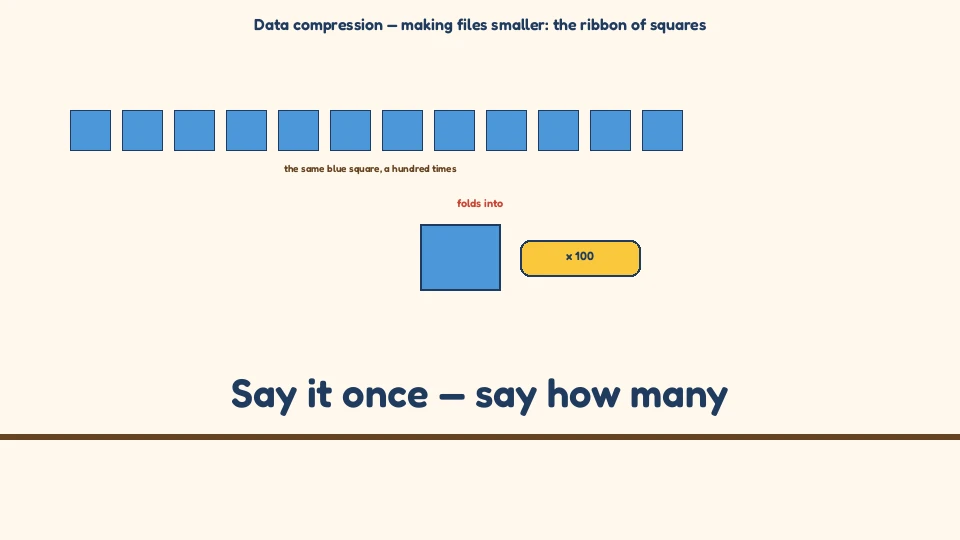 Data compression — making files smaller: the ribbon of squares
the same blue square, a hundred times
folds into
x 100
Say it once — say how many